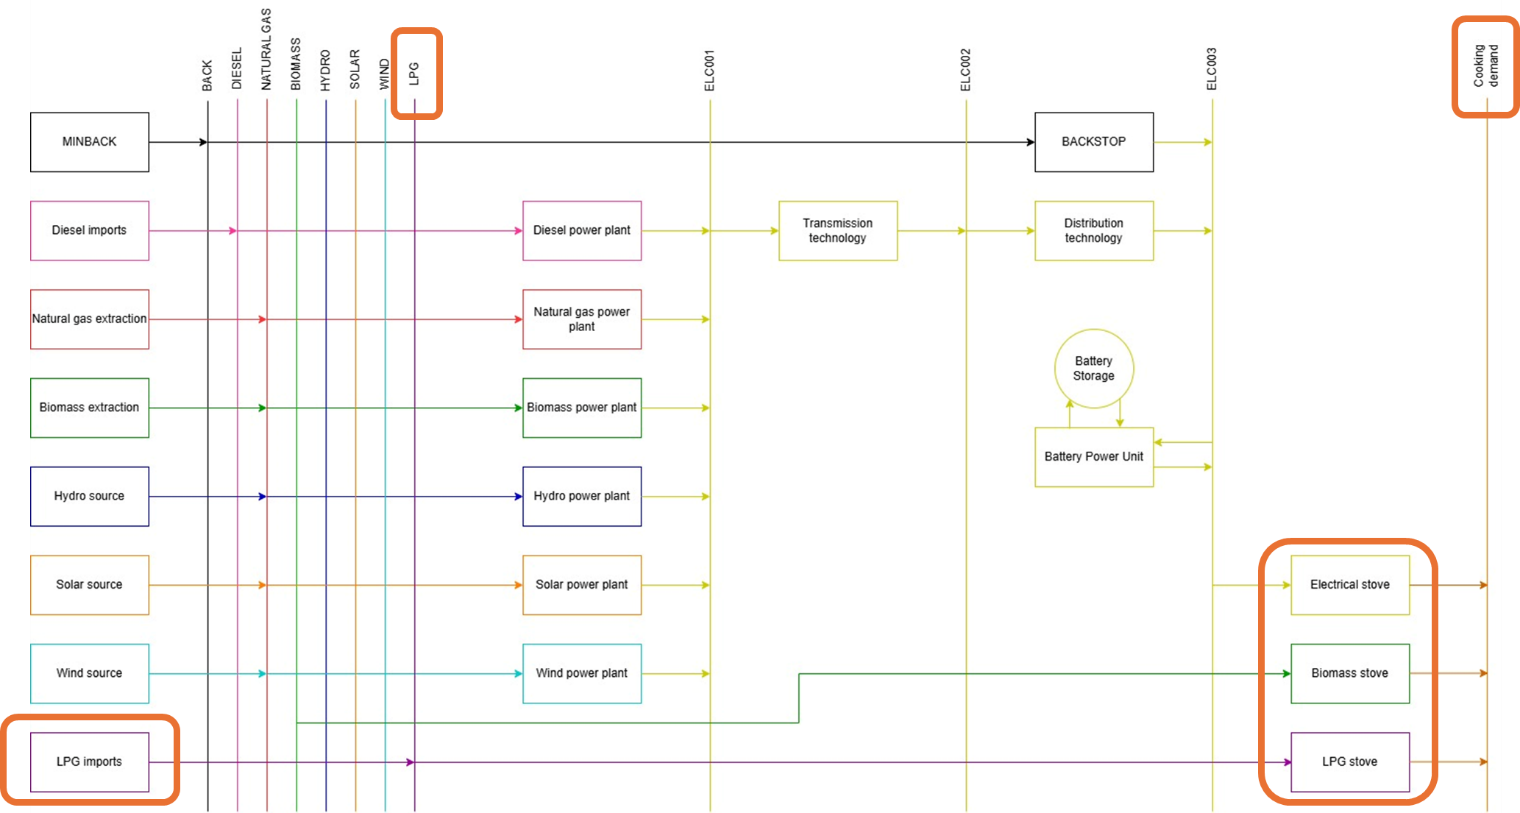 BACK
DIESEL
NATURAL GAS
BIOMASS
HYDRO
SOLAR
WIND
LPG
ELC001
ELC002
ELC003
Cooking
demand
MINBACK
BACKSTOP
Diesel imports
Diesel power plant
Transmission
technology
Distribution
technology
Natural gas extraction
Natural gas power
plant
Battery
Storage
Biomass extraction
Biomass power plant
Battery Power Unit
Hydro source
Hydro power plant
Solar source
Solar power plant
Electrical stove
Wind source
Wind power plant
Biomass stove
LPG imports
LPG stove